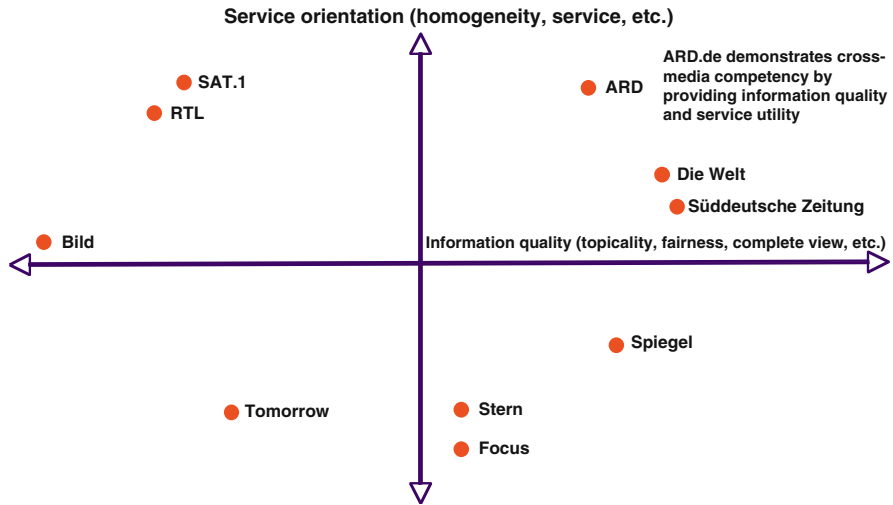 Service orientation (homogeneity, service, etc.)
SAT.1
RTL
ARD
ARD.de demonstrates cross-
media competency by
providing information quality
and service utility
Die Welt
Süddeutsche Zeitung
Bild
Information quality (topicality, fairness, complete view, etc.)
Spiegel
Tomorrow
Stern
Focus